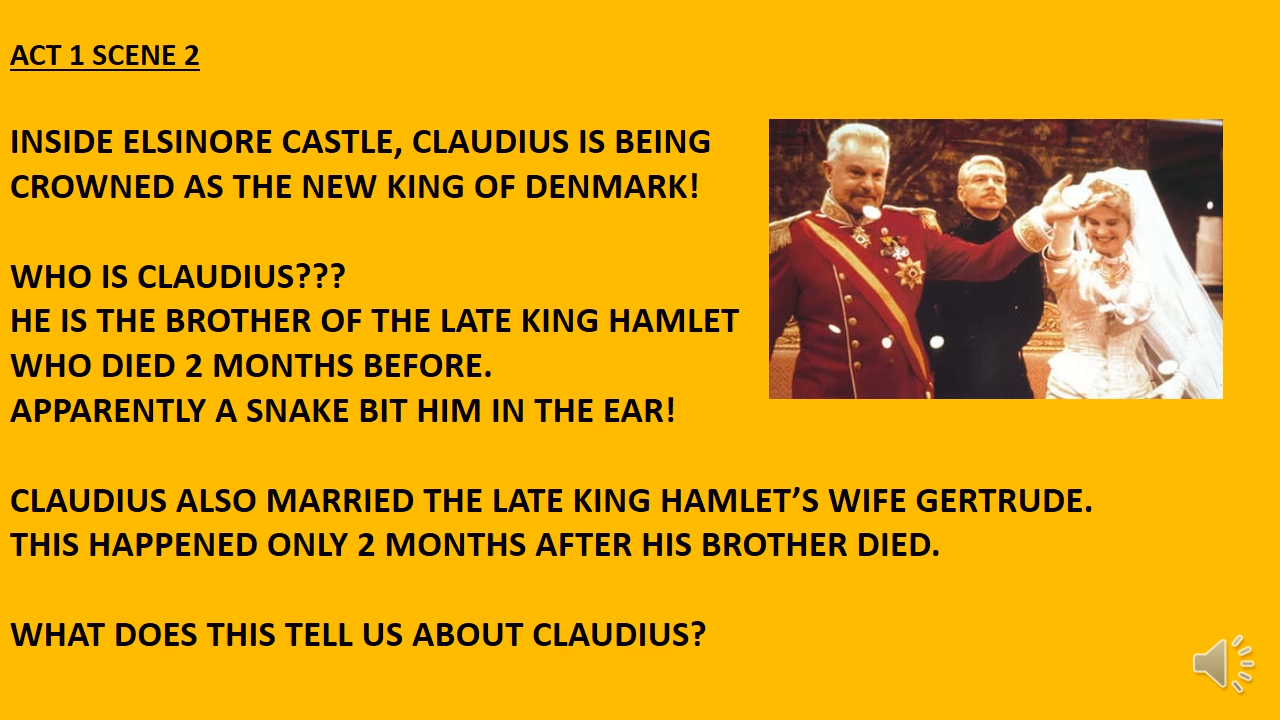 ACT 1 SCENE 2
INSIDE ELSINORE CASTLE, CLAUDIUS IS BEING
CROWNED AS THE NEW KING OF DENMARK!
WHO IS CLAUDIUS???
HE IS THE BROTHER OF THE LATE KING HAMLET
WHO DIED 2 MONTHS BEFORE.
APPARENTLY A SNAKE BIT HIM IN THE EAR!
CLAUDIUS ALSO MARRIED THE LATE KING HAMLET’S WIFE GERTRUDE.
THIS HAPPENED ONLY 2 MONTHS AFTER HIS BROTHER DIED.
WHAT DOES THIS TELL US ABOUT CLAUDIUS?